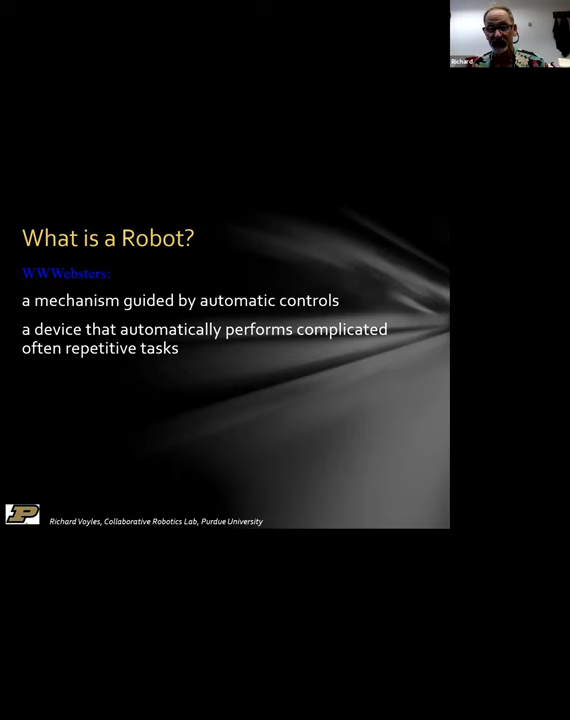 Richard
What is a Robot?
WWWebsters:
a mechanism guided by automatic controls
a device that automatically performs complicated
often repetitive tasks
P
Richard Voyles, Collaborative Robotics Lab, Purdue University